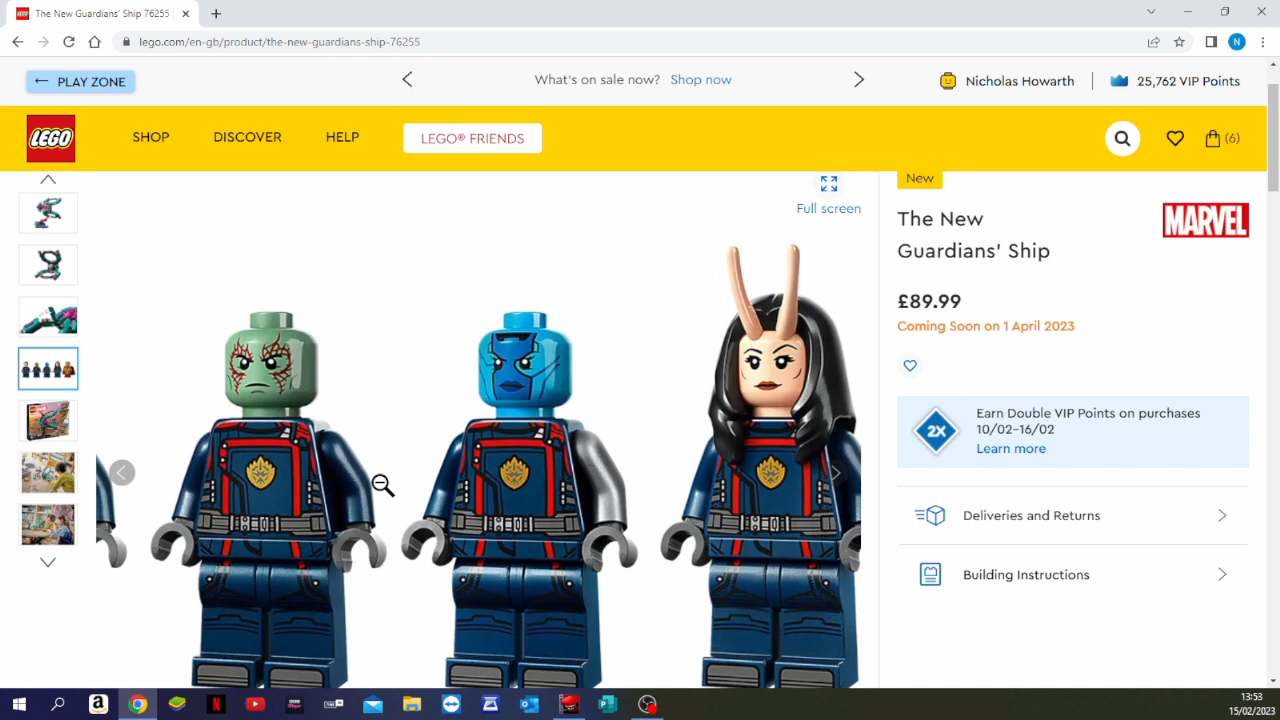 The New Guardians' Ship 76255
lego.com/en-gb/product/the-new-guardians-ship-76255
N
PLAY ZONE
What's on sale now? Shop now
Nicholas Howarth
25,762 VIP Points
LEGO
SHOP
DISCOVER
HELP
LEGO® FRIENDS
(6)
Full screen
New
The New
Guardians' Ship
MARVEL
£89.99
Coming Soon on 1 April 2023
2X
Earn Double VIP Points on purchases
10/02-16/02
Learn more
Deliveries and Returns
Building Instructions
13:53
15/02/2023